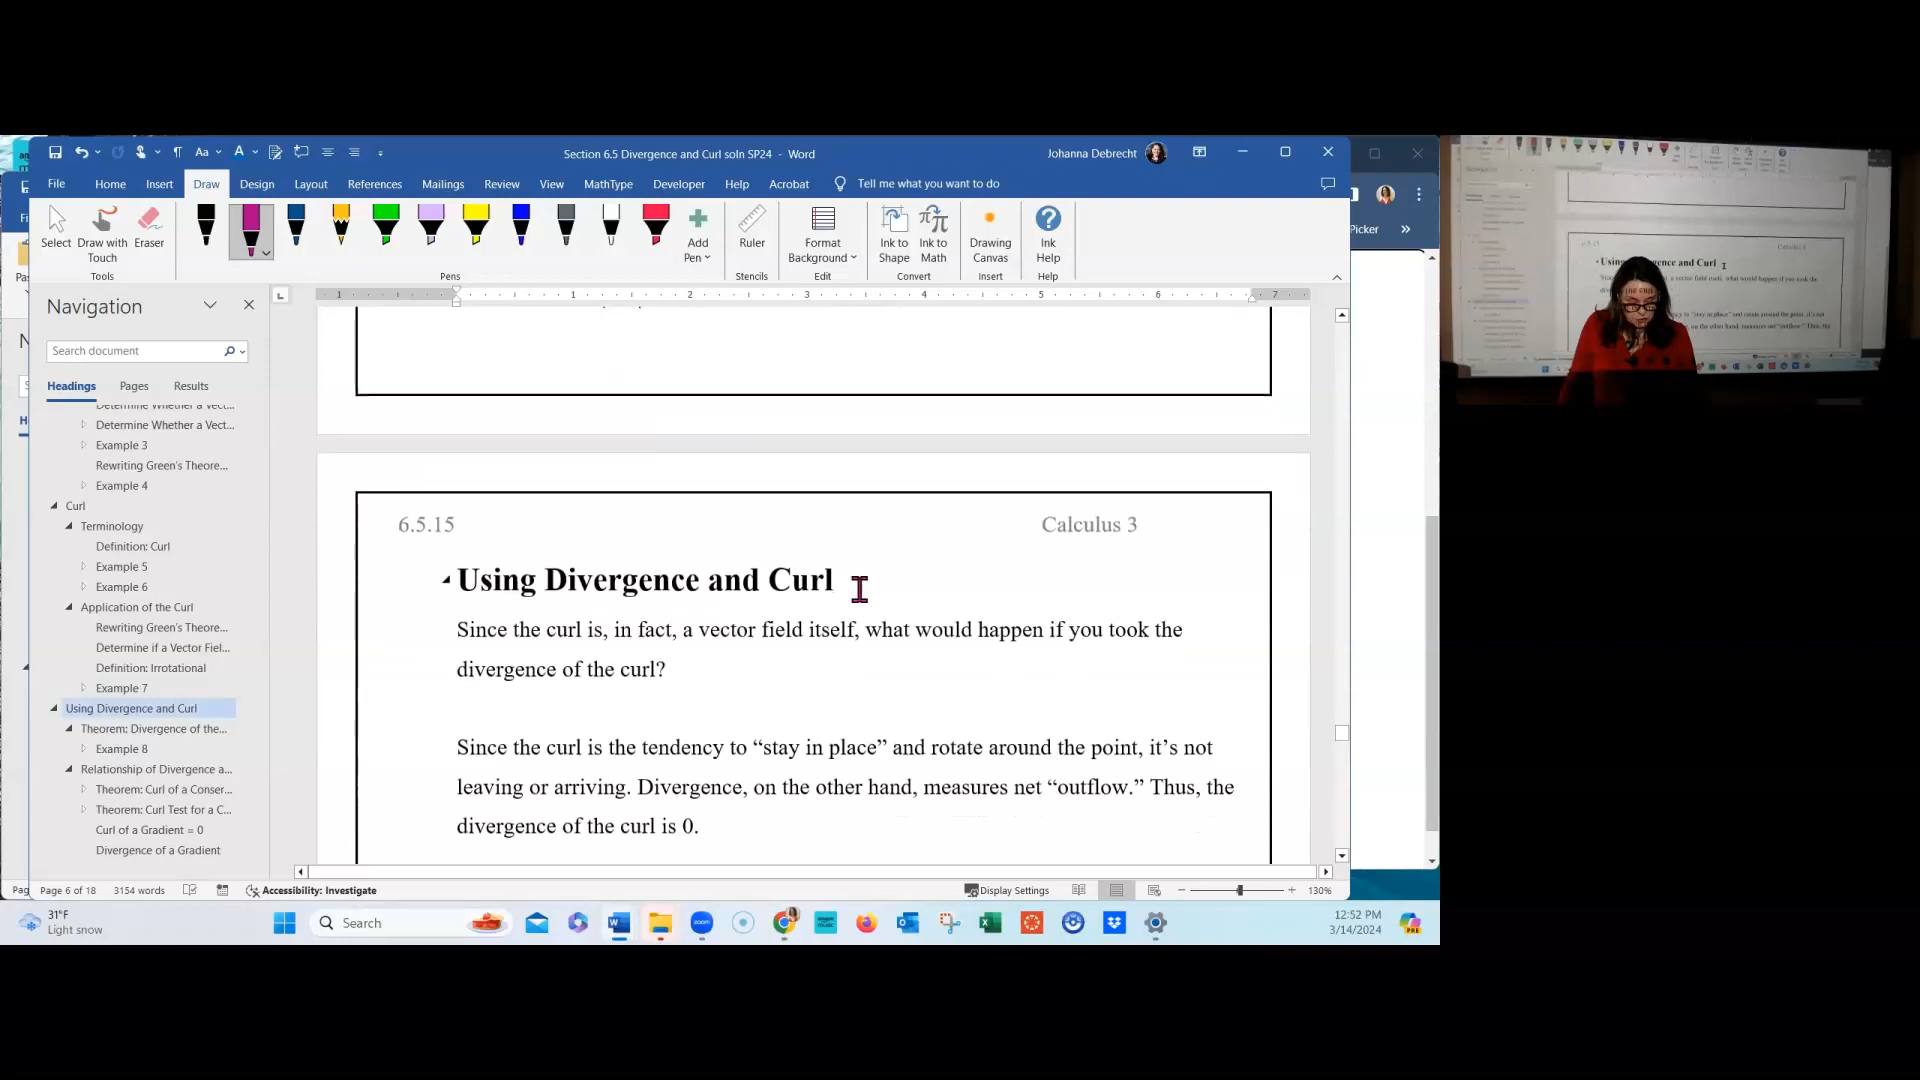 Section 6.5 Divergence and Curl soln SP24 - Word
Johanna Debrecht
File Home Insert Draw Design Layout References Mailings Review View MathType Developer Help Acrobat Tell me what you want to do
Select
Draw with Touch
Eraser
Tools
Pens
Add Pen
Ruler
Stencils
Format Background
Edit
Ink to Shape
Ink to Math
Convert
Drawing Canvas
Insert
Ink Help
Help
Picker
Navigation
Search document
Headings Pages Results
Determine Whether a Vect...
Determine Whether a Vect...
Example 3
Rewriting Green's Theore...
Example 4
Curl
Terminology
Definition: Curl
Example 5
Example 6
Application of the Curl
Rewriting Green's Theore...
Determine if a Vector Fiel...
Definition: Irrotational
Example 7
Using Divergence and Curl
Theorem: Divergence of the...
Example 8
Relationship of Divergence a...
Theorem: Curl of a Conser...
Theorem: Curl Test for a C...
Curl of a Gradient = 0
Divergence of a Gradient
6.5.15 Calculus 3
Using Divergence and Curl
Since the curl is, in fact, a vector field itself, what would happen if you took the
divergence of the curl?
Since the curl is the tendency to “stay in place” and rotate around the point, it’s not
leaving or arriving. Divergence, on the other hand, measures net “outflow.” Thus, the
divergence of the curl is 0.
Page 6 of 18 3154 words Accessibility: Investigate Display Settings 130%
31°F
Light snow
Search
12:52 PM
3/14/2024